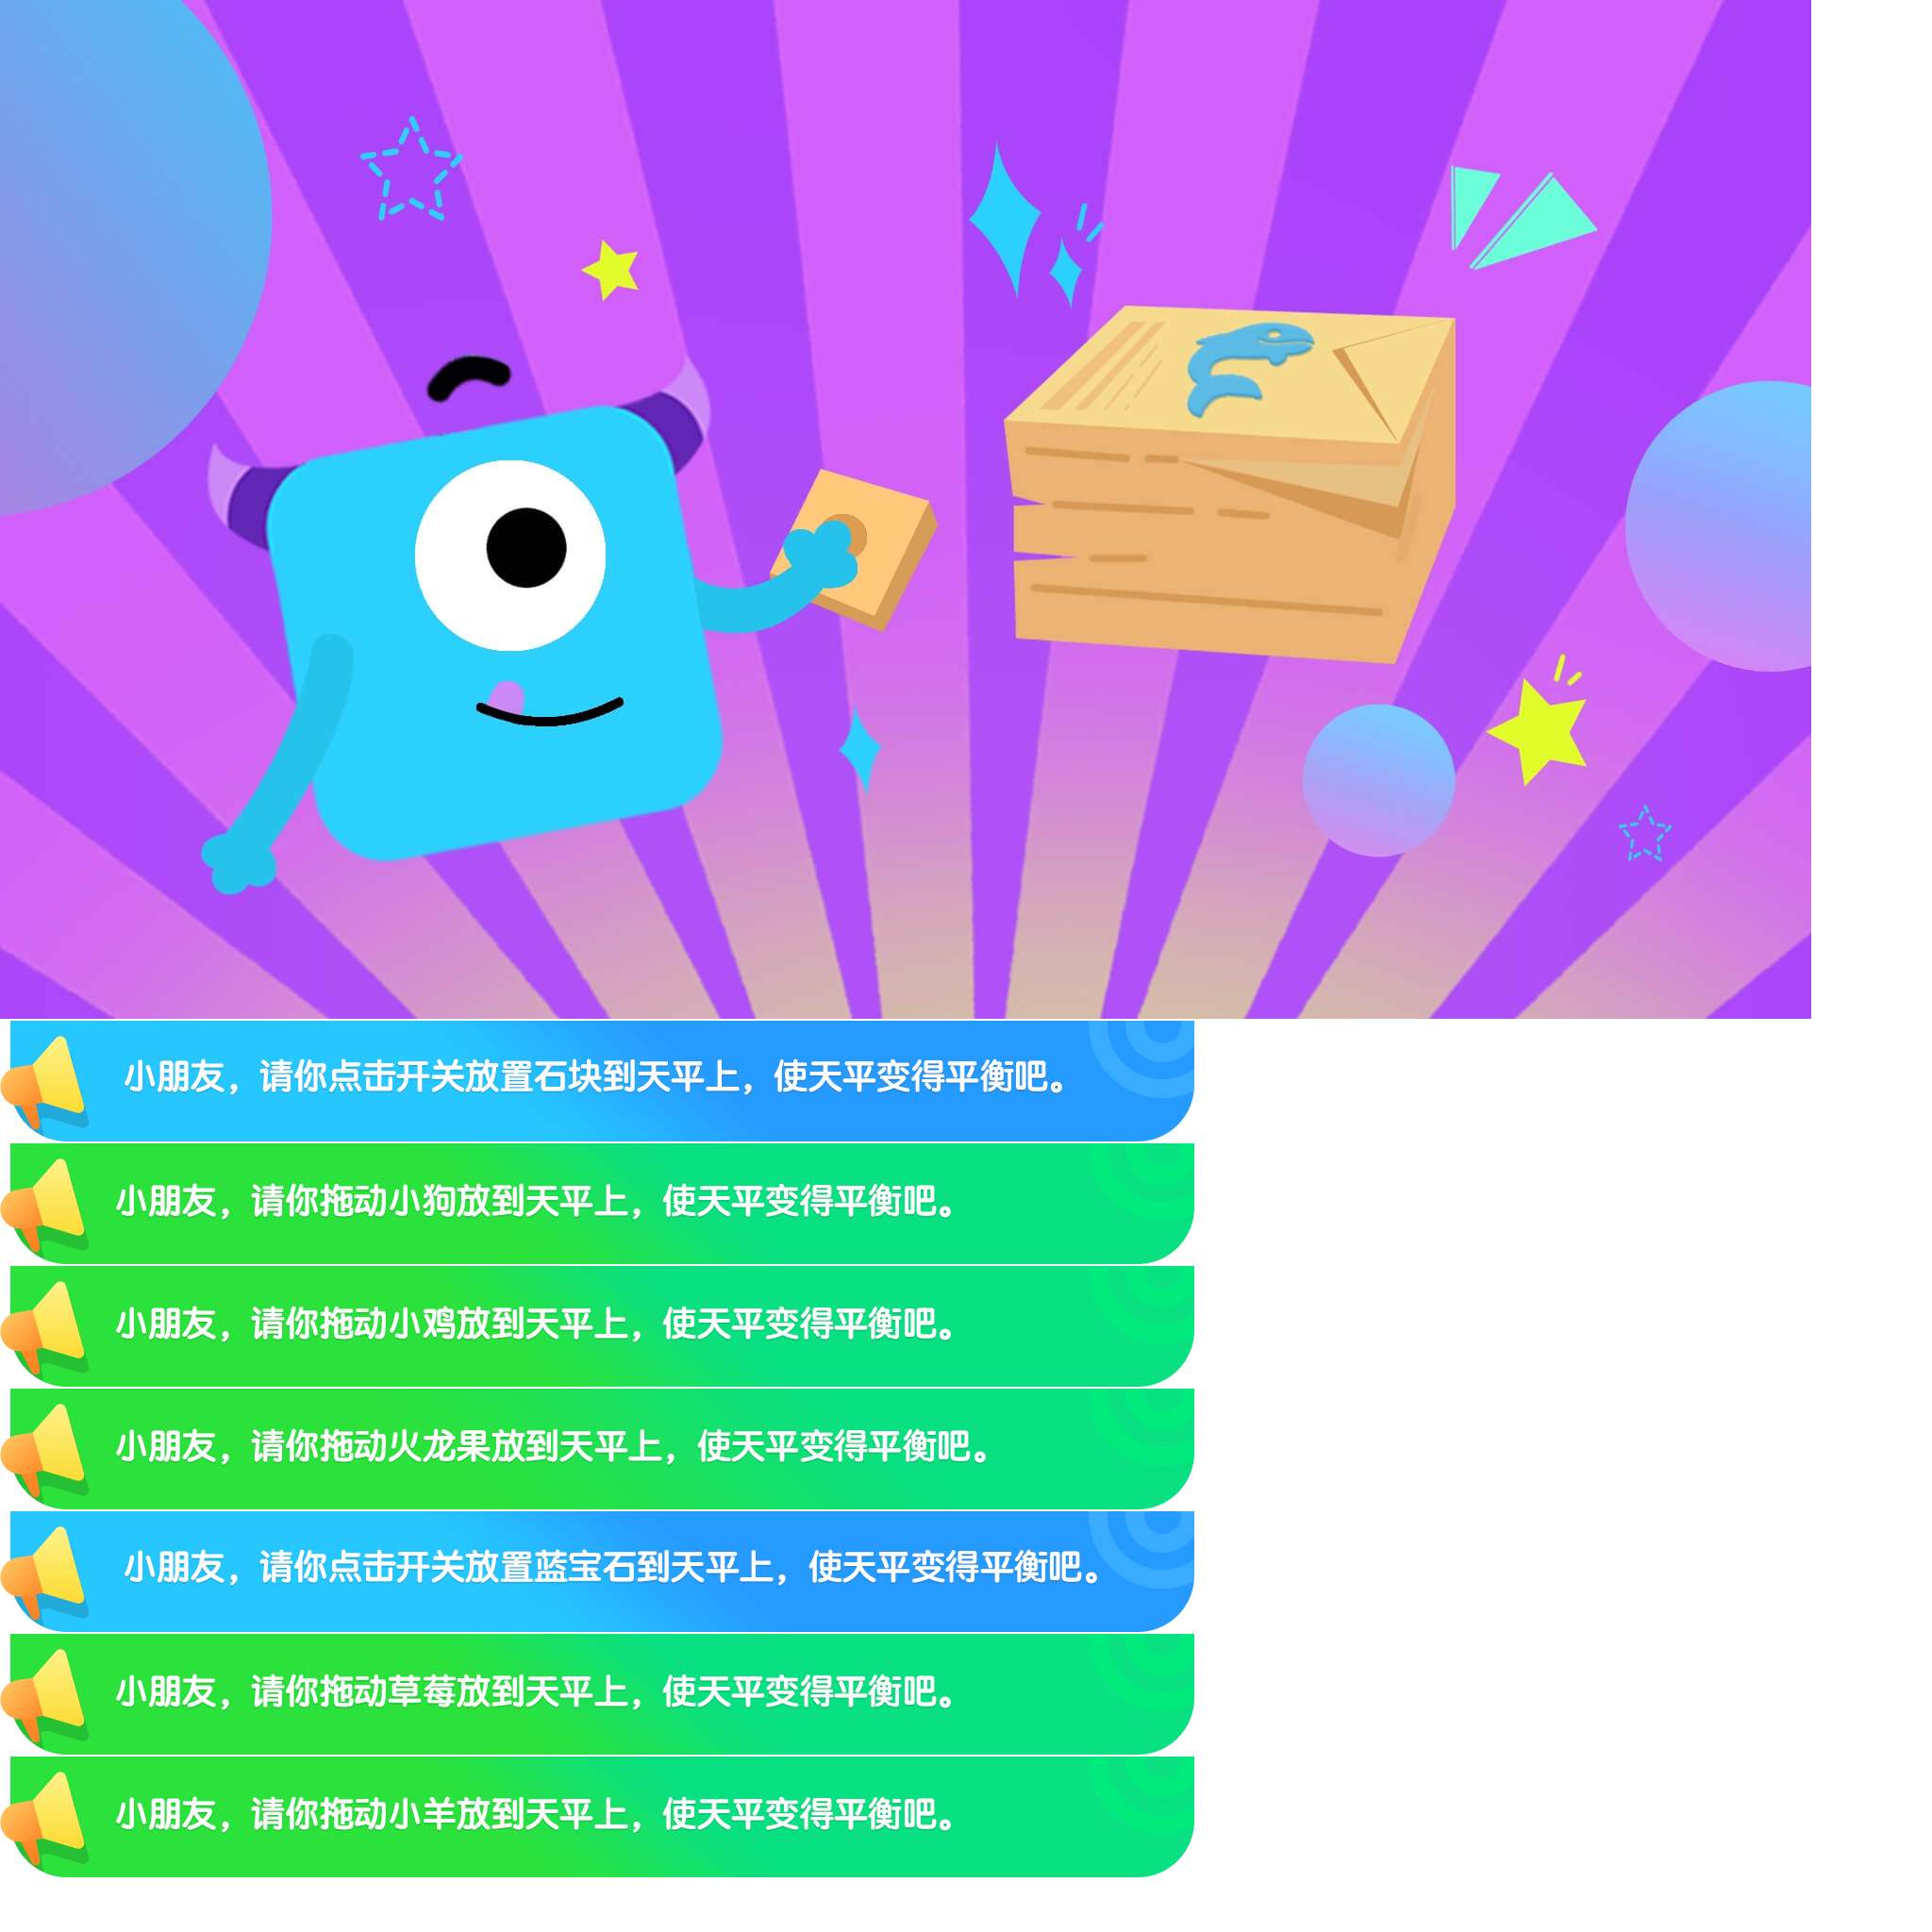 小朋友，请你点击开关放置石块到天平上，使天平变得平衡吧。
小朋友，请你拖动小狗放到天平上，使天平变得平衡吧。
小朋友，请你拖动小鸡放到天平上，使天平变得平衡吧。
小朋友，请你拖动火龙果放到天平上，使天平变得平衡吧。
小朋友，请你点击开关放置蓝宝石到天平上，使天平变得平衡吧。
小朋友，请你拖动草莓放到天平上，使天平变得平衡吧。
小朋友，请你拖动小羊放到天平上，使天平变得平衡吧。